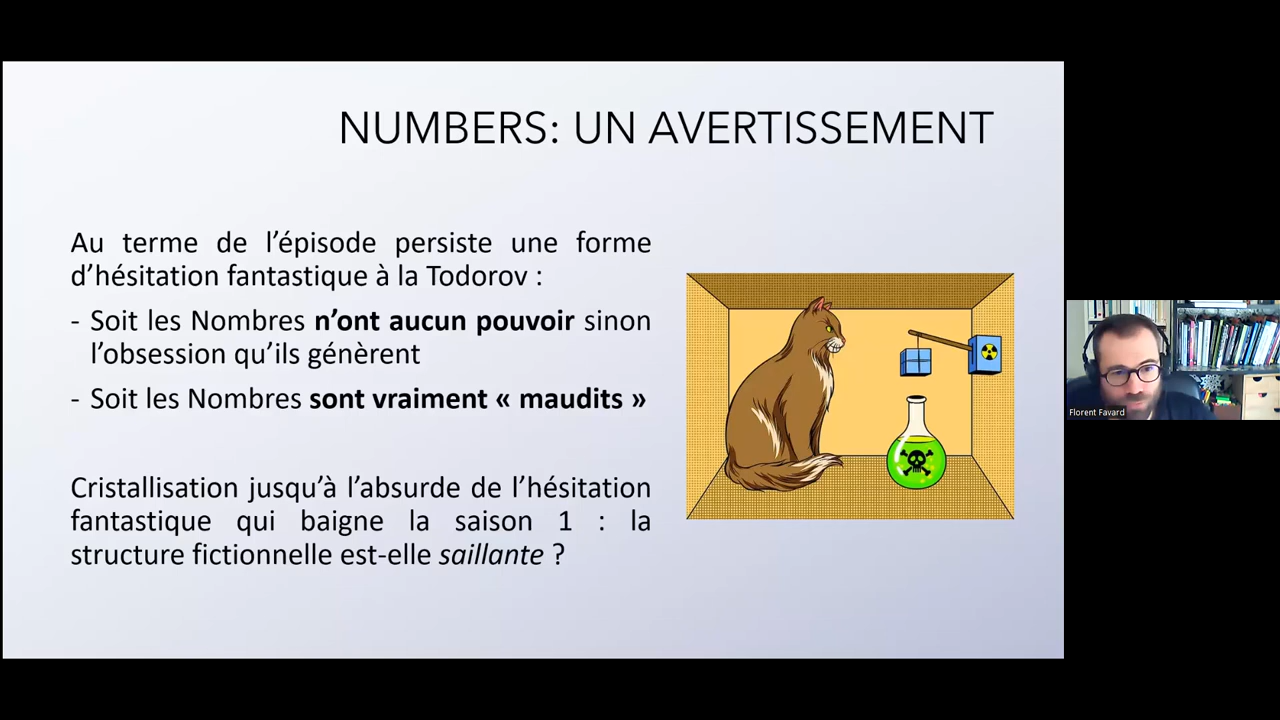 NUMBERS: UN AVERTISSEMENT
Au terme de l’épisode persiste une forme
d’hésitation fantastique à la Todorov :
- Soit les Nombres n’ont aucun pouvoir sinon
l’obsession qu’ils génèrent
- Soit les Nombres sont vraiment « maudits »
Cristallisation jusqu’à l’absurde de l’hésitation
fantastique qui baigne la saison 1 : la
structure fictionnelle est-elle saillante ?
Florent Favard